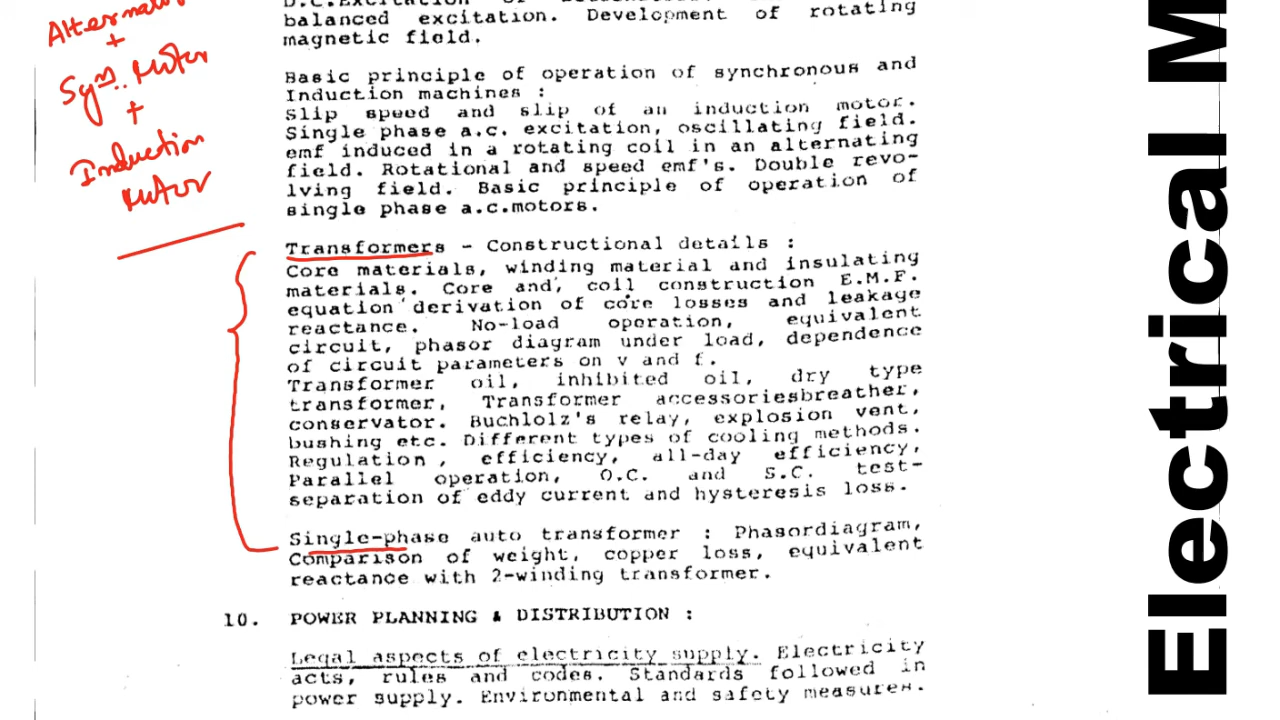 Alternator
+
Sym. Motor
+
Induction
Motor
balanced excitation. Development of rotating
magnetic field.
Basic principle of operation of synchronous and
Induction machines :
Slip speed and slip of an induction motor.
Single phase a.c. excitation, oscillating field.
emf induced in a rotating coil in an alternating
field. Rotational and speed emf's. Double revo-
lving field. Basic principle of operation of
single phase a.c.motors.
Transformers - Constructional details :
Core materials, winding material and insulating
materials. Core and, coil construction E.M.F.
equation derivation of core losses and leakage
reactance. No-load operation, equivalent
circuit, phasor diagram under load, dependence
of circuit parameters on v and f.
Transformer oil, inhibited oil, dry type
transformer, Transformer accessoriesbreather,
conservator. Buchlolz's relay, explosion vent,
bushing etc. Different types of cooling methods.
Regulation , efficiency, all-day efficiency,
Parallel operation, O.C. and S.C. test-
separation of eddy current and hysteresis loss.
Single-phase auto transformer : Phasordiagram,
Comparison of weight, copper loss, equivalent
reactance with 2-winding transformer.
10. POWER PLANNING & DISTRIBUTION :
Legal aspects of electricity supply. Electricity
acts, rules and codes. Standards followed in
power supply. Environmental and safety measures.
Electrical M